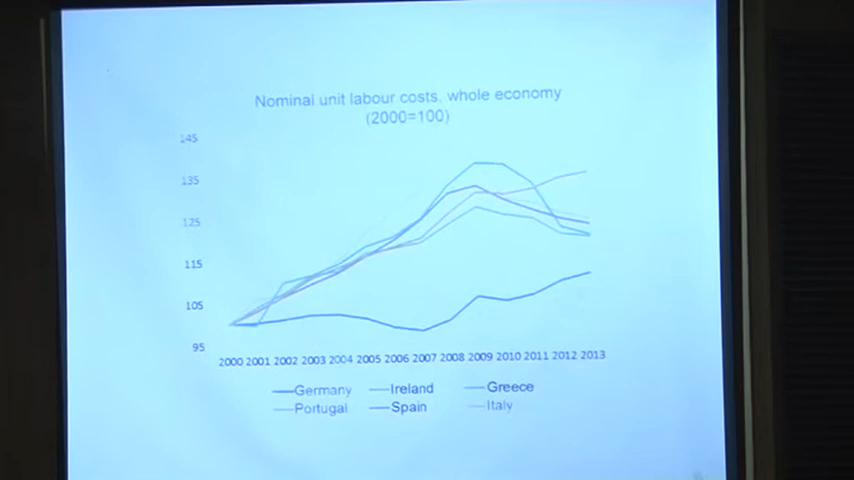 Nominal unit labour costs, whole economy
(2000=100)
145
135
125
115
105
95
2000 2001 2002 2003 2004 2005 2006 2007 2008 2009 2010 2011 2012 2013
Germany Ireland Greece
Portugal Spain Italy